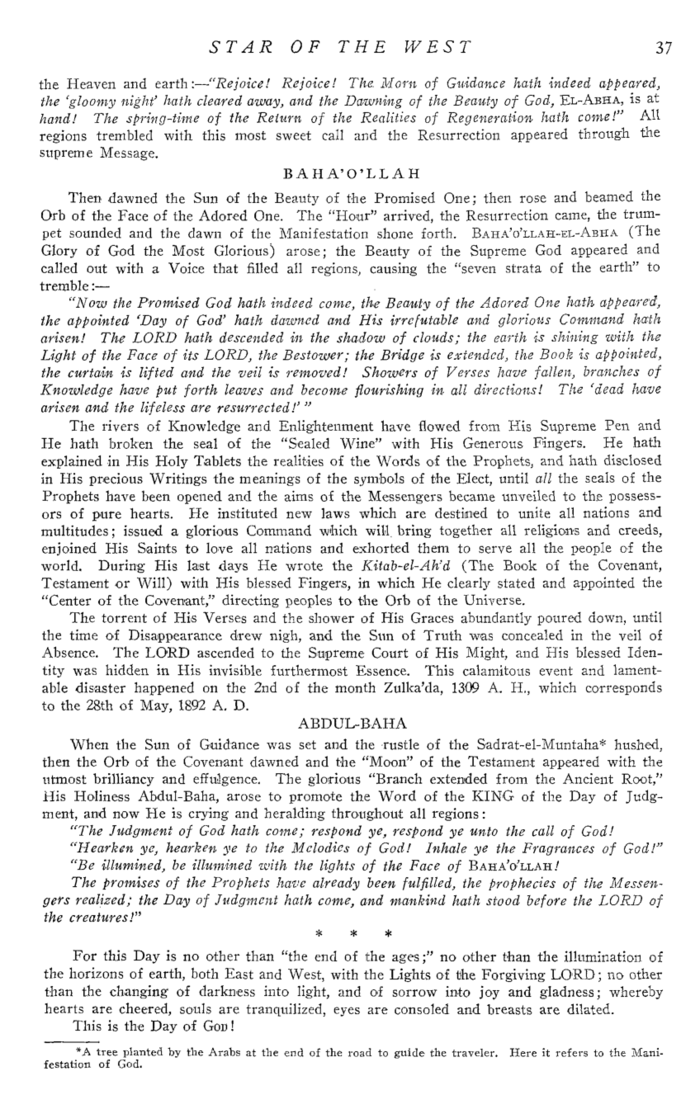 STAR OF THE WEST 37
the Heaven and earth:—"Rejoice! Rejoice! The Morn of Guidance hath indeed appeared,
the 'gloomy night' hath cleared away, and the Dawning of the Beauty of God, EL-ABHA, is at
hand! The spring-time of the Return of the Realities of Regeneration hath come!" All
regions trembled with this most sweet call and the Resurrection appeared through the
supreme Message.
BAHA'O'LLAH
Then dawned the Sun of the Beauty of the Promised One; then rose and beamed the
Orb of the Face of the Adored One. The "Hour" arrived, the Resurrection came, the trum-
pet sounded and the dawn of the Manifestation shone forth. BAHA'O'LLAH-EL-ABHA (The
Glory of God the Most Glorious) arose; the Beauty of the Supreme God appeared and
called out with a Voice that filled all regions, causing the "seven strata of the earth" to
tremble:—
"Now the Promised God hath indeed come, the Beauty of the Adored One hath appeared,
the appointed 'Day of God' hath dawned and His irrefutable and glorious Command hath
arisen! The LORD hath descended in the shadow of clouds; the earth is shining with the
Light of the Face of its LORD, the Bestower; the Bridge is extended, the Book is appointed,
the curtain is lifted and the veil is removed! Showers of Verses have fallen, branches of
Knowledge have put forth leaves and become flourishing in all directions! The 'dead have
arisen and the lifeless are resurrected!' "
The rivers of Knowledge and Enlightenment have flowed from His Supreme Pen and
He hath broken the seal of the "Sealed Wine" with His Generous Fingers. He hath
explained in His Holy Tablets the realities of the Words of the Prophets, and hath disclosed
in His precious Writings the meanings of the symbols of the Elect, until all the seals of the
Prophets have been opened and the aims of the Messengers became unveiled to the possess-
ors of pure hearts. He instituted new laws which are destined to unite all nations and
multitudes; issued a glorious Command which will bring together all religions and creeds,
enjoined His Saints to love all nations and exhorted them to serve all the people of the
world. During His last days He wrote the Kitab-el-Ah'd (The Book of the Covenant,
Testament or Will) with His blessed Fingers, in which He clearly stated and appointed the
"Center of the Covenant," directing peoples to the Orb of the Universe.
The torrent of His Verses and the shower of His Graces abundantly poured down, until
the time of Disappearance drew nigh, and the Sun of Truth was concealed in the veil of
Absence. The LORD ascended to the Supreme Court of His Might, and His blessed Iden-
tity was hidden in His invisible furthermost Essence. This calamitous event and lament-
able disaster happened on the 2nd of the month Zulka'da, 1309 A. H., which corresponds
to the 28th of May, 1892 A. D.
ABDUL-BAHA
When the Sun of Guidance was set and the rustle of the Sadrat-el-Muntaha* hushed,
then the Orb of the Covenant dawned and the "Moon" of the Testament appeared with the
utmost brilliancy and effulgence. The glorious "Branch extended from the Ancient Root,"
His Holiness Abdul-Baha, arose to promote the Word of the KING of the Day of Judg-
ment, and now He is crying and heralding throughout all regions:
"The Judgment of God hath come; respond ye, respond ye unto the call of God!
"Hearken ye, hearken ye to the Melodies of God! Inhale ye the Fragrances of God!"
"Be illumined, be illumined with the lights of the Face of BAHA'O'LLAH!
The promises of the Prophets have already been fulfilled, the prophecies of the Messen-
gers realized; the Day of Judgment hath come, and mankind hath stood before the LORD of
the creatures!"
* * *
For this Day is no other than "the end of the ages;" no other than the illumination of
the horizons of earth, both East and West, with the Lights of the Forgiving LORD; no other
than the changing of darkness into light, and of sorrow into joy and gladness; whereby
hearts are cheered, souls are tranquilized, eyes are consoled and breasts are dilated.
This is the Day of GOD!
*A tree planted by the Arabs at the end of the road to guide the traveler. Here it refers to the Mani-
festation of God.